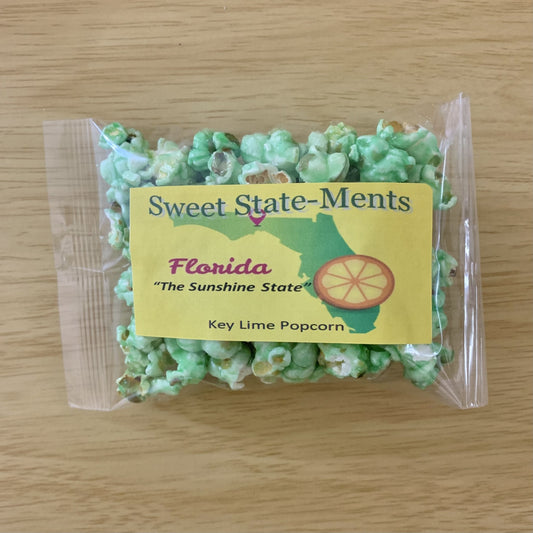 Sweet State-Ments
Florida
“The Sunshine State”
Key Lime Popcorn